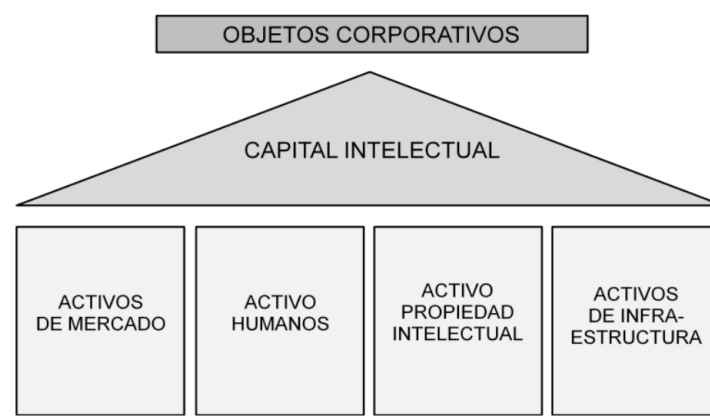 OBJETOS CORPORATIVOS
CAPITAL INTELECTUAL
ACTIVOS
DE MERCADO
ACTIVO
HUMANOS
ACTIVO
PROPIEDAD
INTELECTUAL
ACTIVOS
DE INFRA-
ESTRUCTURA